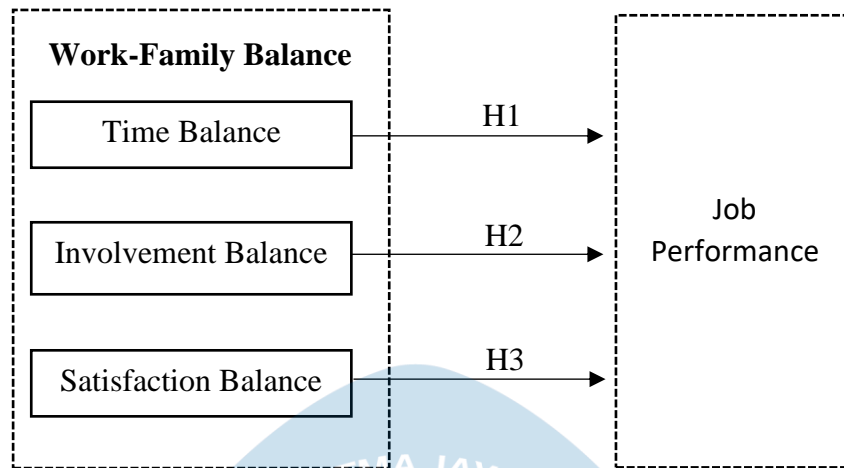 Work-Family Balance
Time Balance
H1
Involvement Balance
H2
Job
Performance
Satisfaction Balance
H3